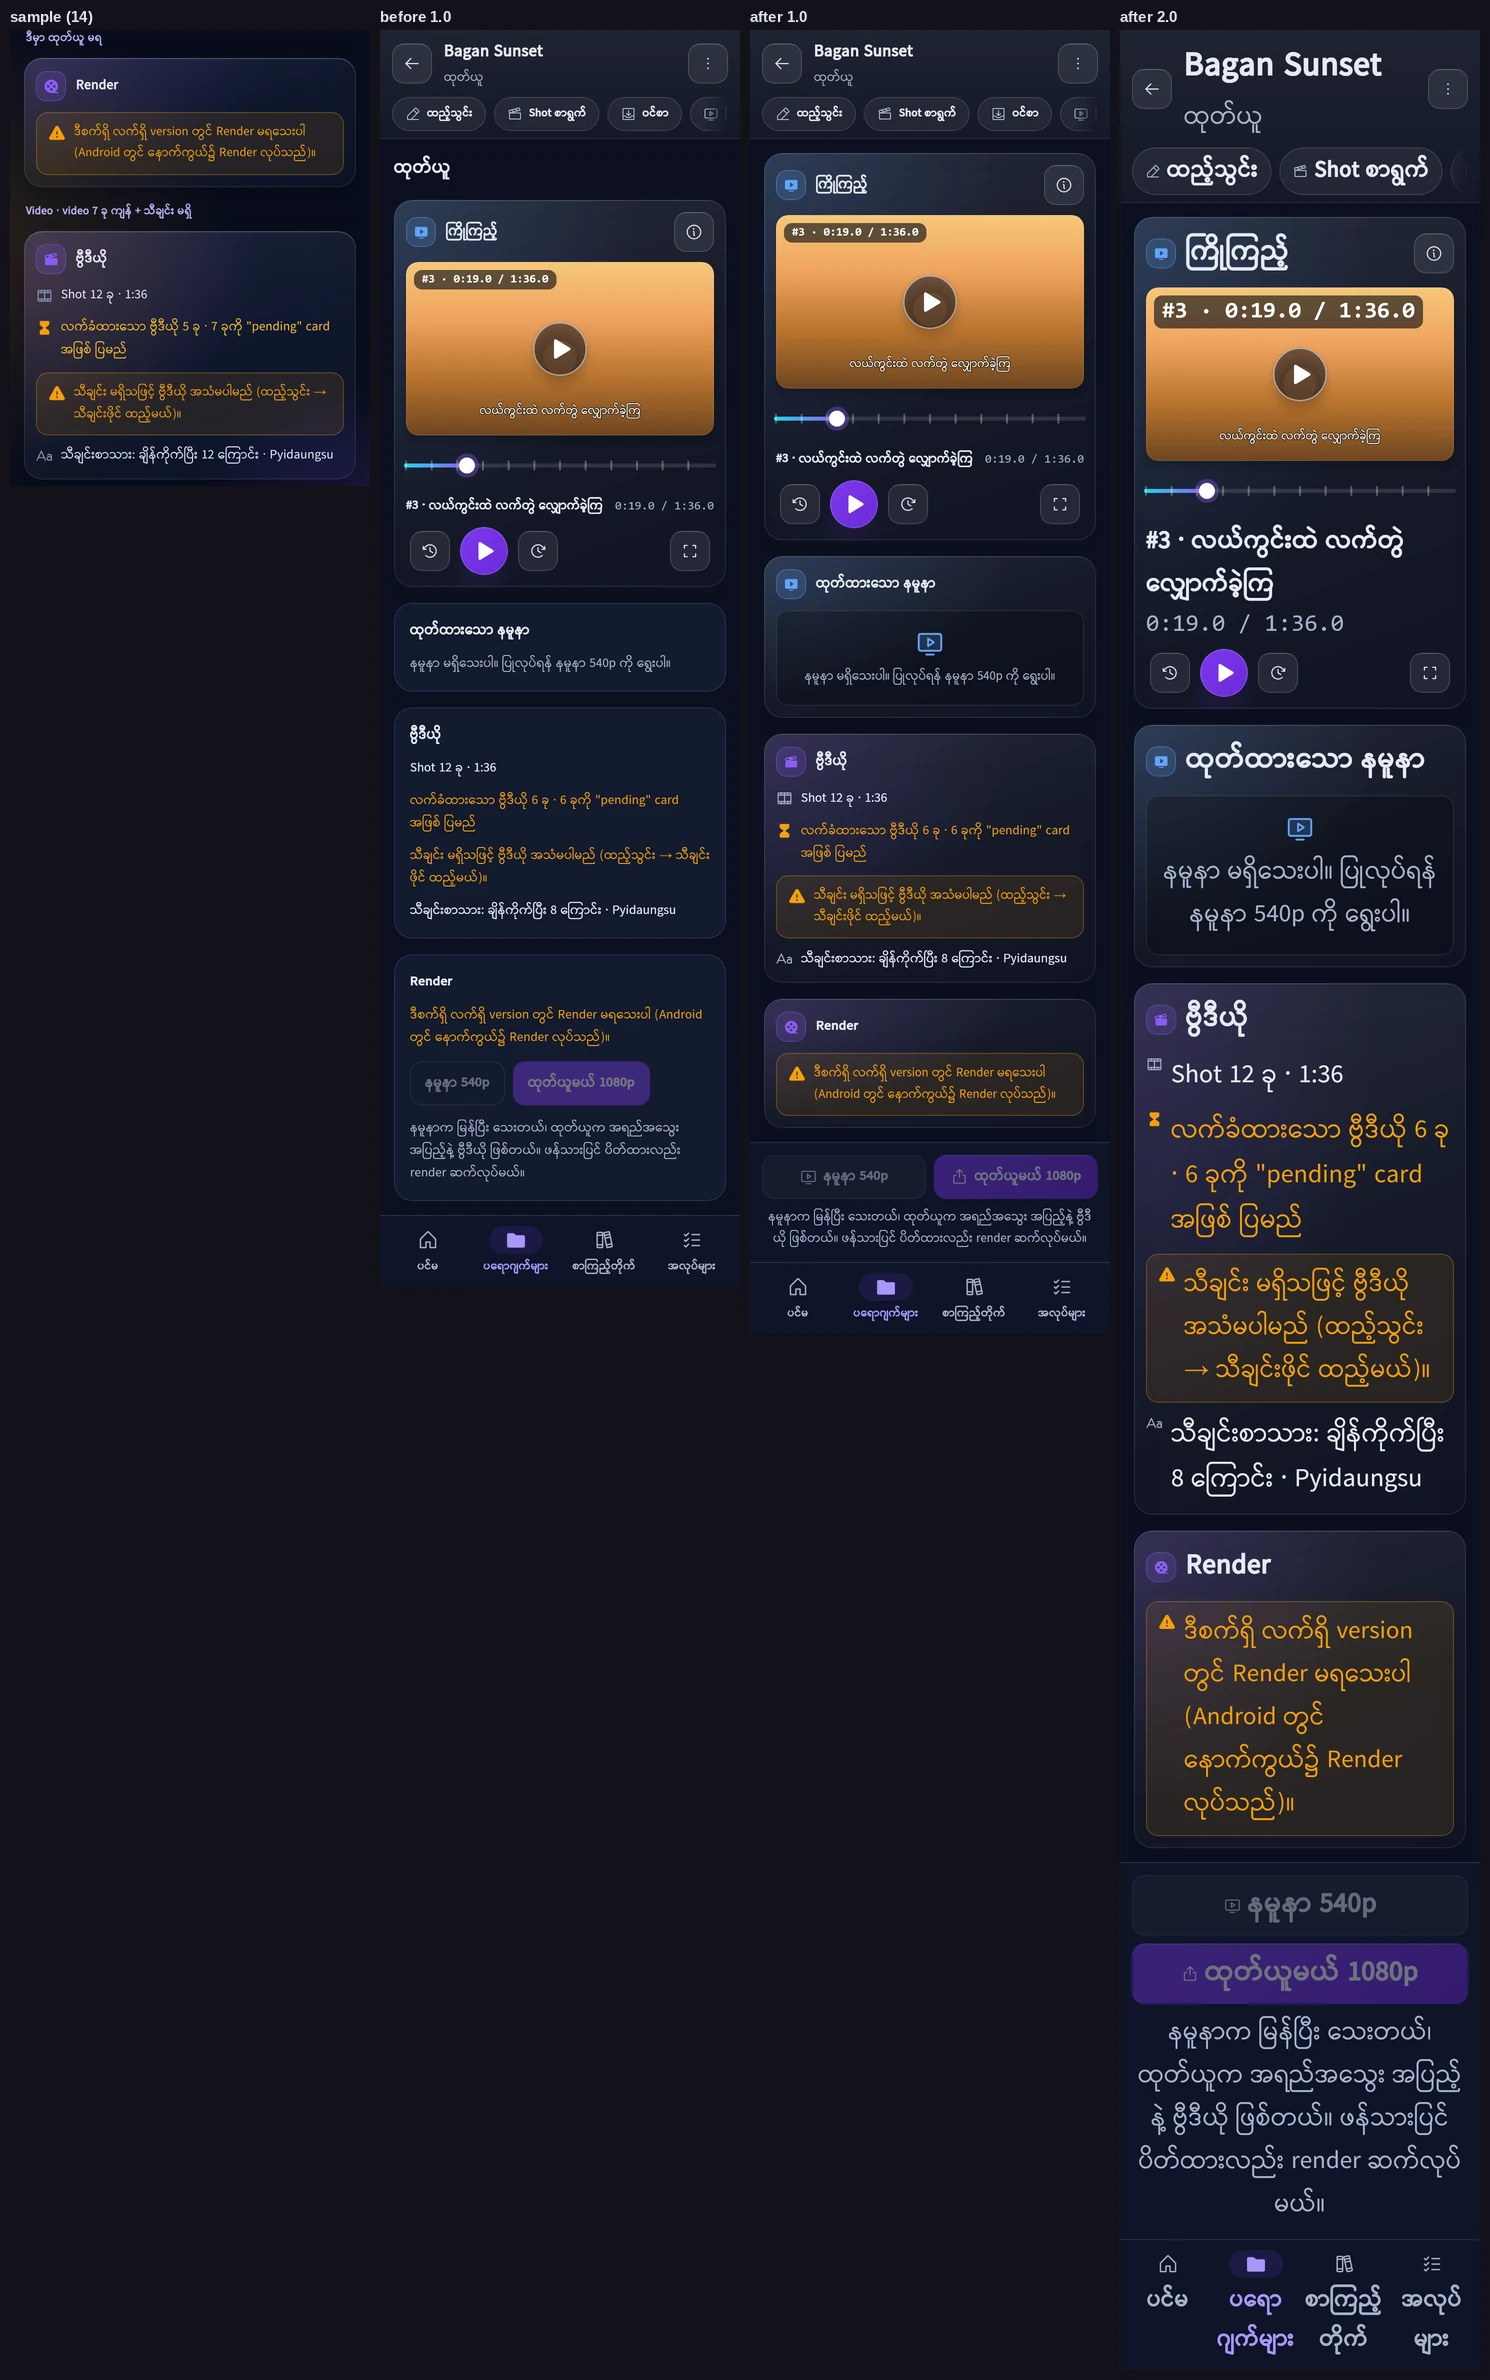 sample (14)
ဒီမှာ ထုတ်ယူ မရ
Render
ဒီစက်ရှိ လက်ရှိ version တွင် Render မရသေးပါ
(Android တွင် နောက်ကွယ်၌ Render လုပ်သည်)။
Video · video 7 ခု ကျန် + သီချင်း မရှိ
ဗွီဒီယို
Shot 12 ခု · 1:36
လက်ခံထားသော ဗွီဒီယို 5 ခု · 7 ခုကို "pending" card
အဖြစ် ပြမည်
သီချင်း မရှိသဖြင့် ဗွီဒီယို အသံမပါမည် (ထည့်သွင်း →
သီချင်းဖိုင် ထည့်မယ်)။
Aa သီချင်းစာသား: ချိန်ကိုက်ပြီး 12 ကြောင်း · Pyidaungsu
before 1.0
Bagan Sunset
ထုတ်ယူ
ထည့်သွင်း
Shot စာရွက်
ဝင်စာ
ထုတ်ယူ
ကြိုကြည့်
#3 · 0:19.0 / 1:36.0
လယ်ကွင်းထဲ လက်တွဲ လျှောက်ခဲ့ကြ
#3 · လယ်ကွင်းထဲ လက်တွဲ လျှောက်ခဲ့ကြ 0:19.0 / 1:36.0
ထုတ်ထားသော နမူနာ
နမူနာ မရှိသေးပါ။ ပြုလုပ်ရန် နမူနာ 540p ကို ရွေးပါ။
ဗွီဒီယို
Shot 12 ခု · 1:36
လက်ခံထားသော ဗွီဒီယို 6 ခု · 6 ခုကို "pending" card
အဖြစ် ပြမည်
သီချင်း မရှိသဖြင့် ဗွီဒီယို အသံမပါမည် (ထည့်သွင်း → သီချင်း
ဖိုင် ထည့်မယ်)။
သီချင်းစာသား: ချိန်ကိုက်ပြီး 8 ကြောင်း · Pyidaungsu
Render
ဒီစက်ရှိ လက်ရှိ version တွင် Render မရသေးပါ (Android
တွင် နောက်ကွယ်၌ Render လုပ်သည်)။
နမူနာ 540p
ထုတ်ယူမယ် 1080p
နမူနာက မြန်ပြီး သေးတယ်၊ ထုတ်ယူက အရည်အသွေး
အပြည့်နဲ့ ဗွီဒီယို ဖြစ်တယ်။ ဖန်သားပြင် ပိတ်ထားလည်း
render ဆက်လုပ်မယ်။
ပင်မ
ပရောဂျက်များ
စာကြည့်တိုက်
အလုပ်များ
after 1.0
Bagan Sunset
ထုတ်ယူ
ထည့်သွင်း
Shot စာရွက်
ဝင်စာ
ကြိုကြည့်
#3 · 0:19.0 / 1:36.0
လယ်ကွင်းထဲ လက်တွဲ လျှောက်ခဲ့ကြ
#3 · လယ်ကွင်းထဲ လက်တွဲ လျှောက်ခဲ့ကြ 0:19.0 / 1:36.0
ထုတ်ထားသော နမူနာ
နမူနာ မရှိသေးပါ။ ပြုလုပ်ရန် နမူနာ 540p ကို ရွေးပါ။
ဗွီဒီယို
Shot 12 ခု · 1:36
လက်ခံထားသော ဗွီဒီယို 6 ခု · 6 ခုကို "pending" card
အဖြစ် ပြမည်
သီချင်း မရှိသဖြင့် ဗွီဒီယို အသံမပါမည် (ထည့်သွင်း →
သီချင်းဖိုင် ထည့်မယ်)။
Aa သီချင်းစာသား: ချိန်ကိုက်ပြီး 8 ကြောင်း · Pyidaungsu
Render
ဒီစက်ရှိ လက်ရှိ version တွင် Render မရသေးပါ
(Android တွင် နောက်ကွယ်၌ Render လုပ်သည်)။
နမူနာ 540p
ထုတ်ယူမယ် 1080p
နမူနာက မြန်ပြီး သေးတယ်၊ ထုတ်ယူက အရည်အသွေး အပြည့်နဲ့ ဗွီဒီ
ယို ဖြစ်တယ်။ ဖန်သားပြင် ပိတ်ထားလည်း render ဆက်လုပ်မယ်။
ပင်မ
ပရောဂျက်များ
စာကြည့်တိုက်
အလုပ်များ
after 2.0
Bagan Sunset
ထုတ်ယူ
ထည့်သွင်း
Shot စာရွက်
ကြိုကြည့်
#3 · 0:19.0 / 1:36.0
လယ်ကွင်းထဲ လက်တွဲ လျှောက်ခဲ့ကြ
#3 · လယ်ကွင်းထဲ လက်တွဲ
လျှောက်ခဲ့ကြ
0:19.0 / 1:36.0
ထုတ်ထားသော နမူနာ
နမူနာ မရှိသေးပါ။ ပြုလုပ်ရန်
နမူနာ 540p ကို ရွေးပါ။
ဗွီဒီယို
Shot 12 ခု · 1:36
လက်ခံထားသော ဗွီဒီယို 6 ခု
· 6 ခုကို "pending" card
အဖြစ် ပြမည်
သီချင်း မရှိသဖြင့် ဗွီဒီယို
အသံမပါမည် (ထည့်သွင်း
→ သီချင်းဖိုင် ထည့်မယ်)။
Aa သီချင်းစာသား: ချိန်ကိုက်ပြီး
8 ကြောင်း · Pyidaungsu
Render
ဒီစက်ရှိ လက်ရှိ version
တွင် Render မရသေးပါ
(Android တွင်
နောက်ကွယ်၌ Render
လုပ်သည်)။
နမူနာ 540p
ထုတ်ယူမယ် 1080p
နမူနာက မြန်ပြီး သေးတယ်၊
ထုတ်ယူက အရည်အသွေး အပြည့်
နဲ့ ဗွီဒီယို ဖြစ်တယ်။ ဖန်သားပြင်
ပိတ်ထားလည်း render ဆက်လုပ်
မယ်။
ပင်မ
ပရော
ဂျက်များ
စာကြည့်
တိုက်
အလုပ်
များ